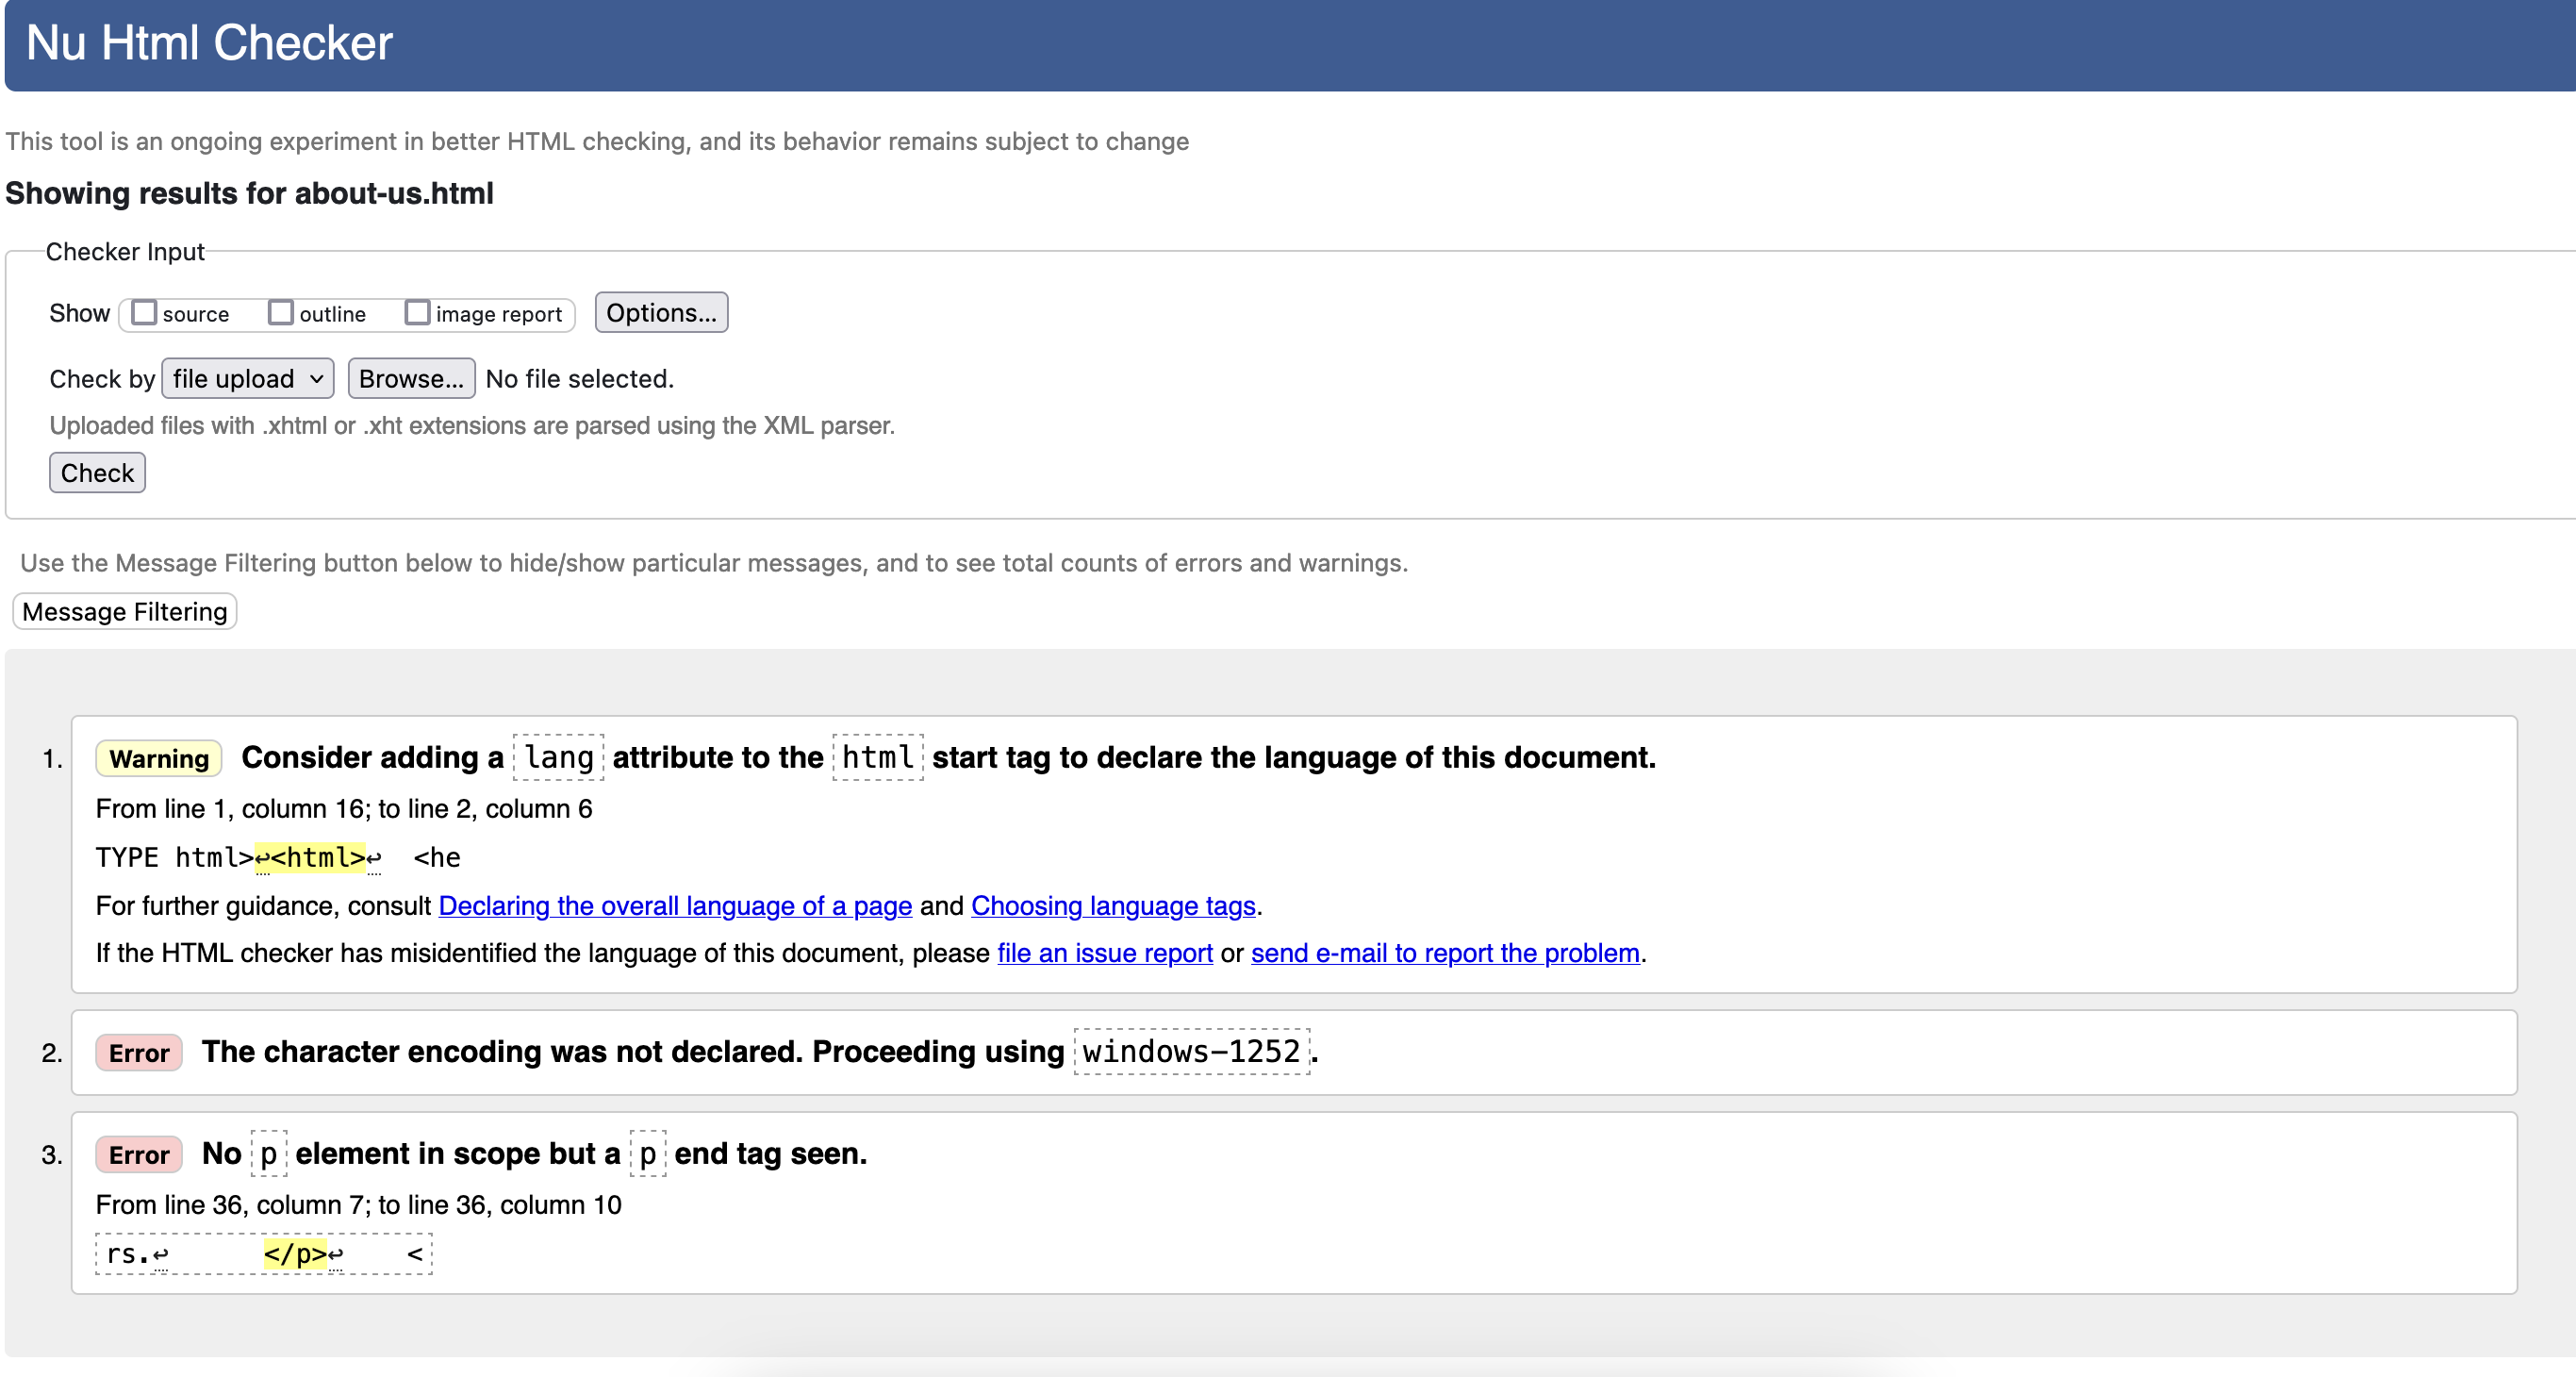 Nu Html Checker
This tool is an ongoing experiment in better HTML checking, and its behavior remains subject to change
Showing results for about-us.html
Checker Input
Show source outline image report Options...
Check by file upload Browse... No file selected.
Uploaded files with .xhtml or .xht extensions are parsed using the XML parser.
Check
Use the Message Filtering button below to hide/show particular messages, and to see total counts of errors and warnings.
Message Filtering
1. Warning Consider adding a lang attribute to the html start tag to declare the language of this document.
From line 1, column 16; to line 2, column 6
TYPE html>↩<html>↩  <he
For further guidance, consult Declaring the overall language of a page and Choosing language tags.
If the HTML checker has misidentified the language of this document, please file an issue report or send e-mail to report the problem.
2. Error The character encoding was not declared. Proceeding using windows-1252.
3. Error No p element in scope but a p end tag seen.
From line 36, column 7; to line 36, column 10
rs.↩      </p>↩    <